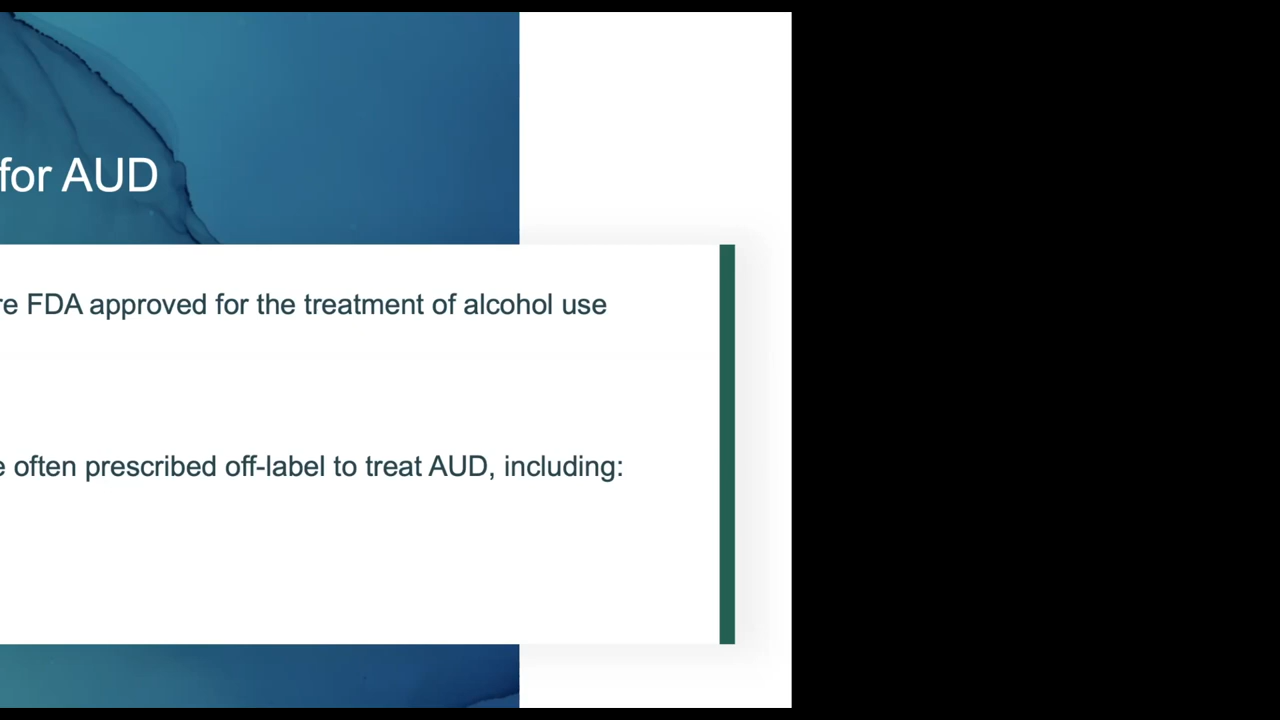 for AUD
re FDA approved for the treatment of alcohol use
e often prescribed off-label to treat AUD, including: